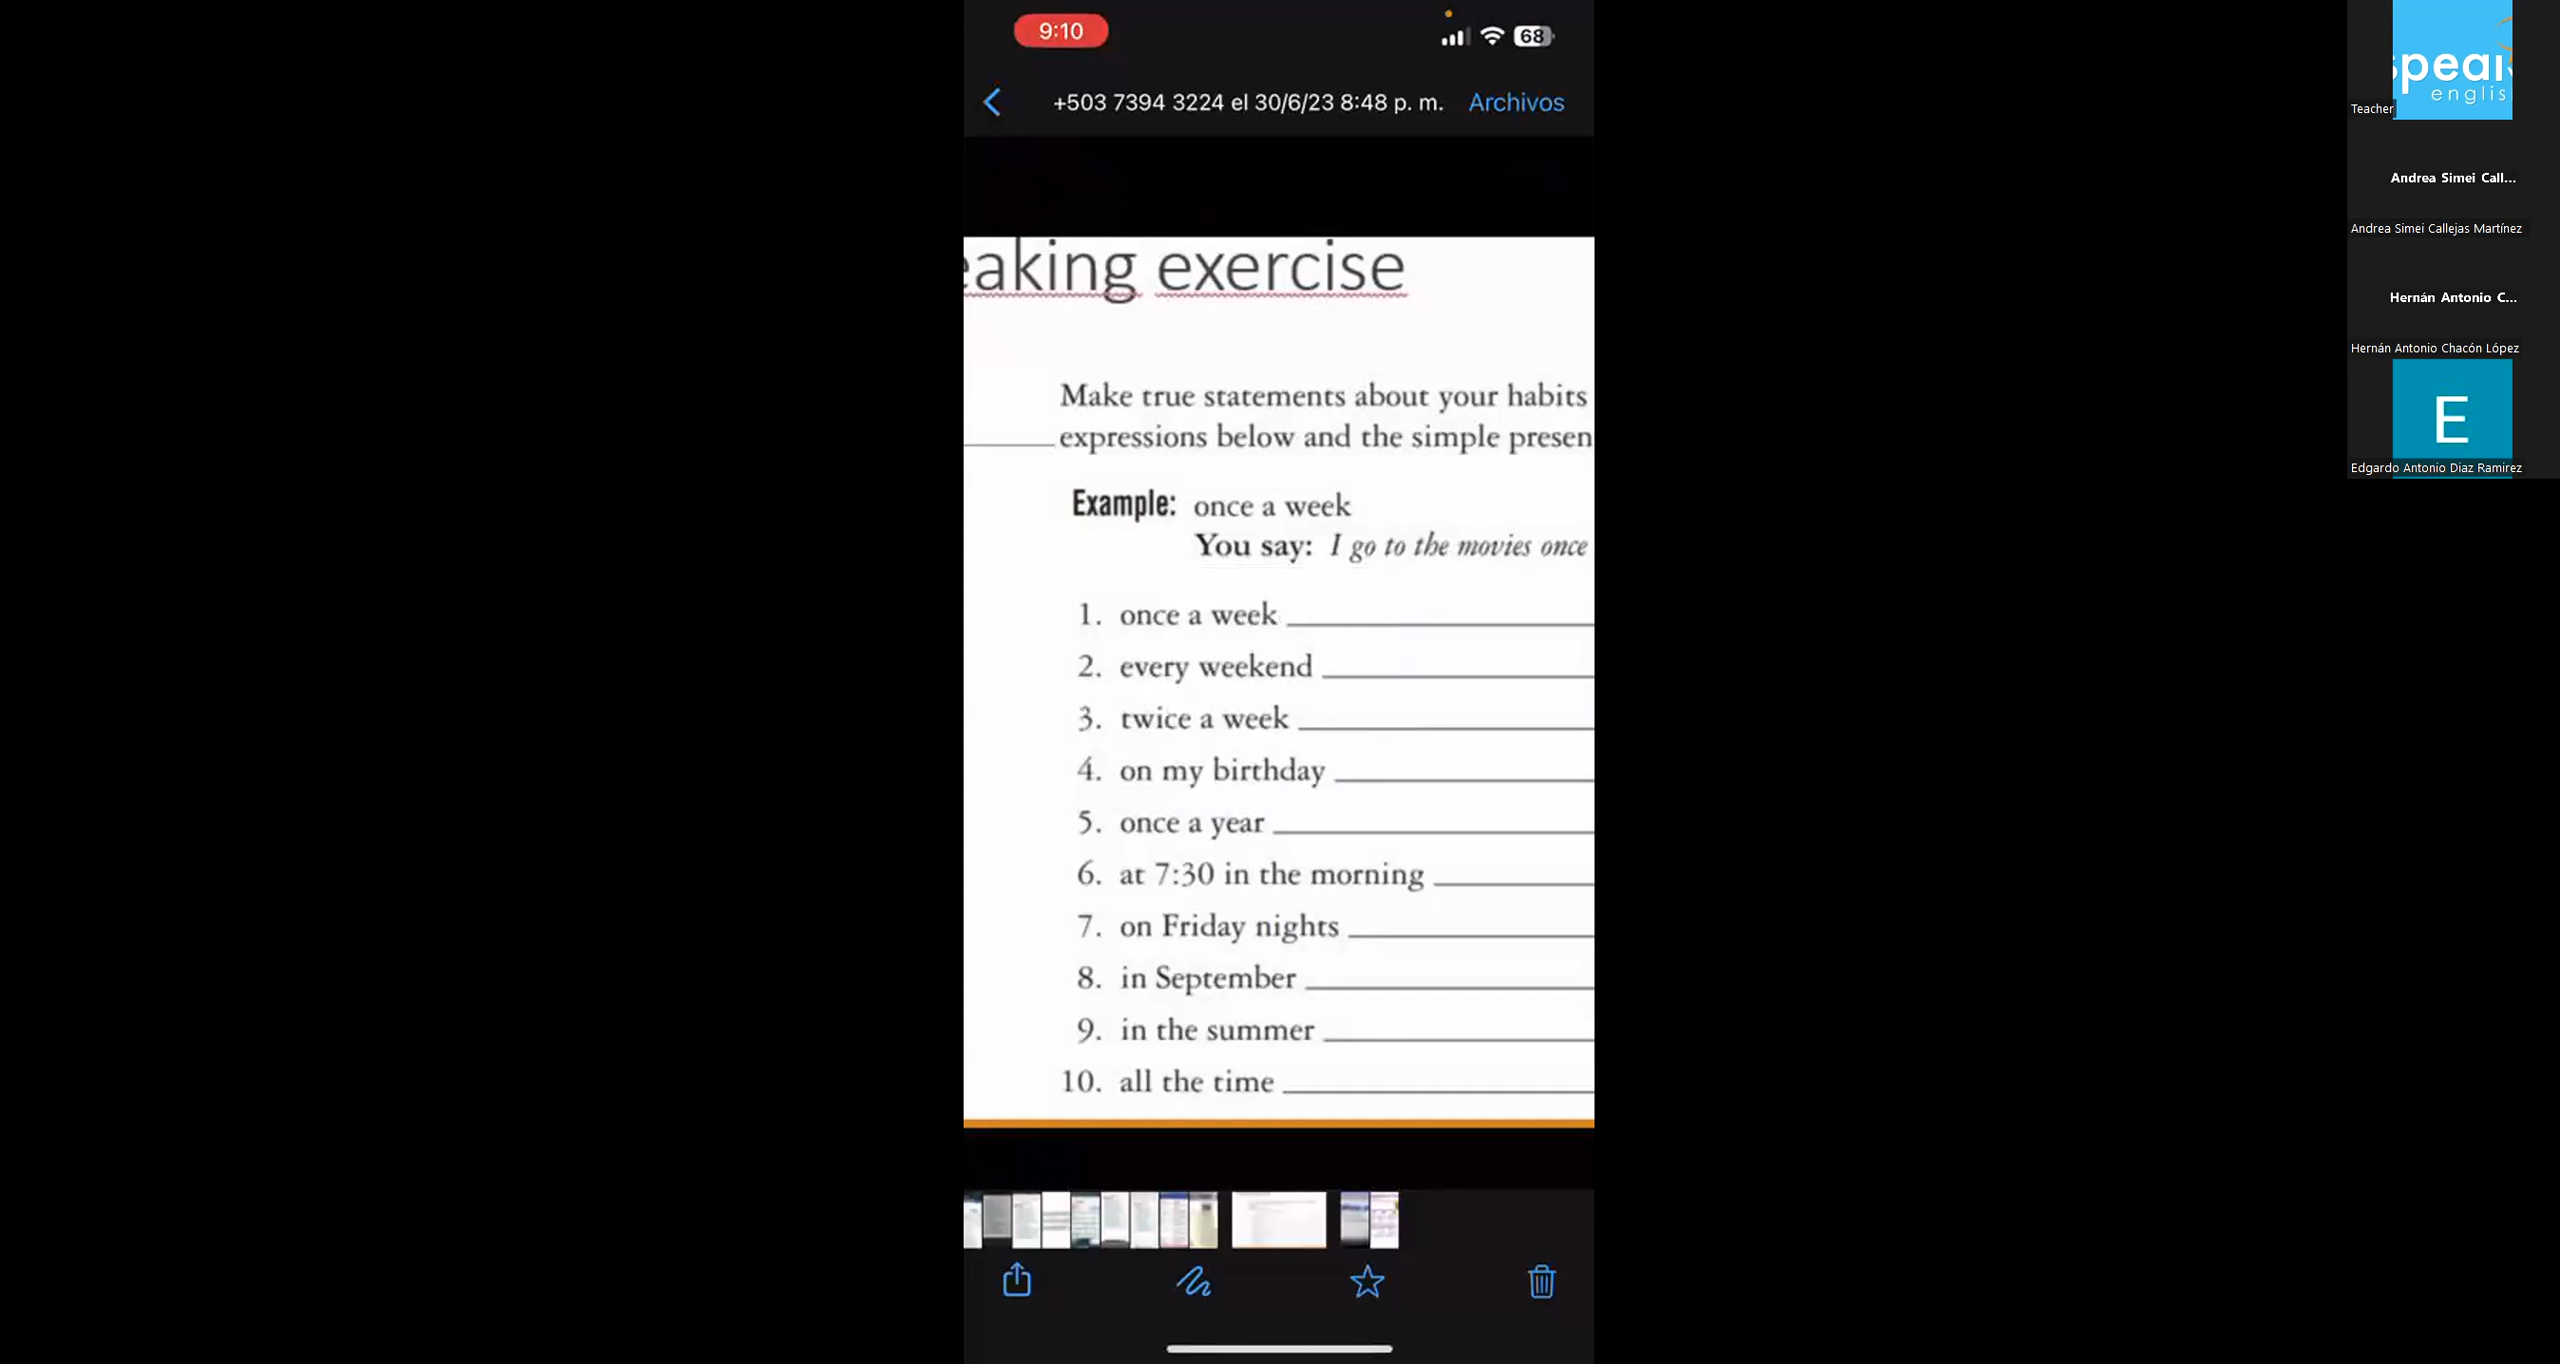 9:10
68
+503 7394 3224 el 30/6/23 8:48 p. m.
Archivos
eaking exercise
Make true statements about your habits
expressions below and the simple presen
Example: once a week
You say: I go to the movies once
1. once a week
2. every weekend
3. twice a week
4. on my birthday
5. once a year
6. at 7:30 in the morning
7. on Friday nights
8. in September
9. in the summer
10. all the time
speak
englis
Teacher
Andrea Simei Call...
Andrea Simei Callejas Martínez
Hernán Antonio C...
Hernán Antonio Chacón López
E
Edgardo Antonio Diaz Ramirez